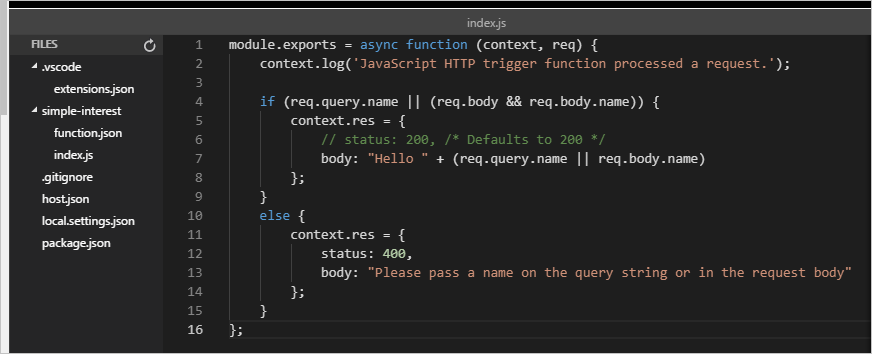 index.js
FILES
.vscode
extensions.json
simple-interest
function.json
index.js
.gitignore
host.json
local.settings.json
package.json
1 module.exports = async function (context, req) {
2     context.log('JavaScript HTTP trigger function processed a request.');
3
4     if (req.query.name || (req.body && req.body.name)) {
5         context.res = {
6             // status: 200, /* Defaults to 200 */
7             body: "Hello " + (req.query.name || req.body.name)
8         };
9     }
10     else {
11         context.res = {
12             status: 400,
13             body: "Please pass a name on the query string or in the request body"
14         };
15     }
16 };